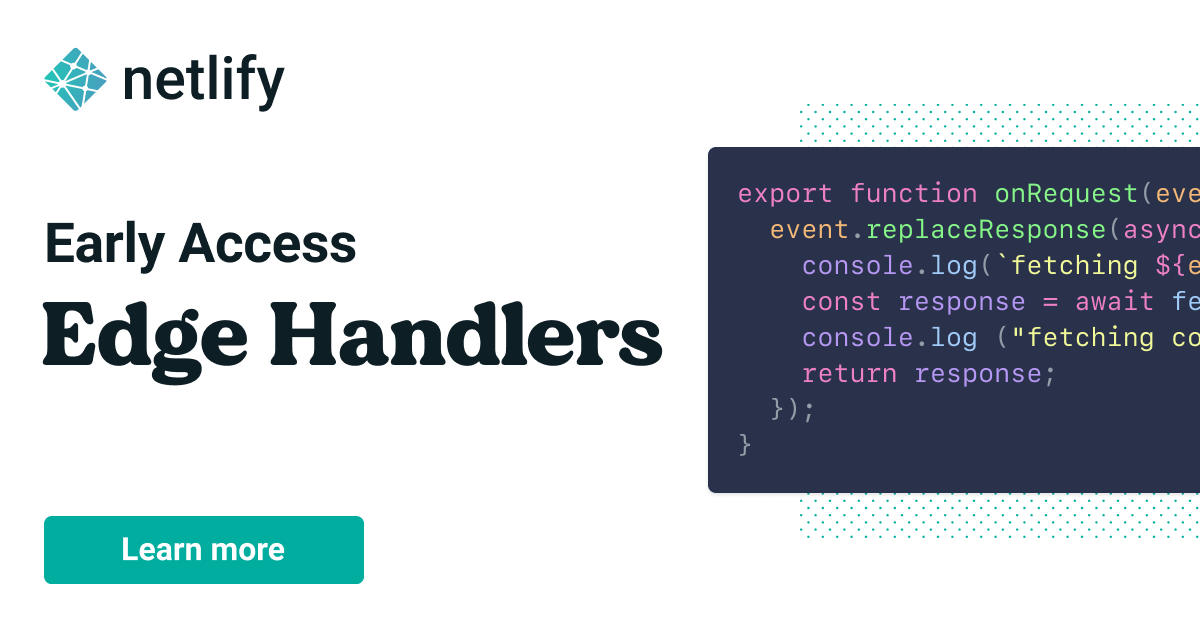 netlify
Early Access
Edge Handlers
Learn more
export function onRequest(eve
event.replaceResponse(async
console.log(`fetching ${e
const response = await fe
console.log ("fetching co
return response;
});
}